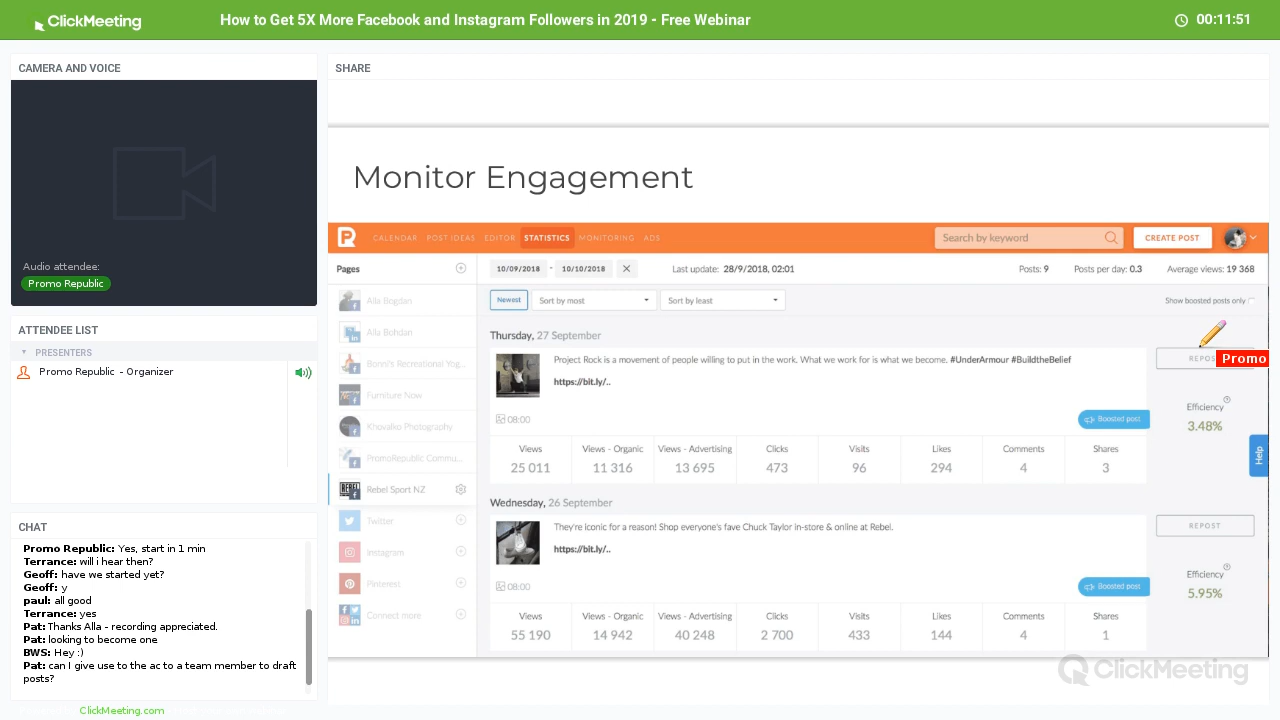 ClickMeeting
How to Get 5X More Facebook and Instagram Followers in 2019 - Free Webinar
00:11:51
CAMERA AND VOICE
Audio attendee:
Promo Republic
ATTENDEE LIST
PRESENTERS
Promo Republic - Organizer
CHAT
Promo Republic: Yes, start in 1 min
Terrance: will i hear then?
Geoff: have we started yet?
Geoff: y
paul: all good
Terrance: yes
Pat: Thanks Alla - recording appreciated.
Pat: looking to become one
BWS: Hey :)
Pat: can I give use to the ac to a team member to draft
posts?
ClickMeeting.com
SHARE
Monitor Engagement
CALENDAR POST IDEAS EDITOR STATISTICS MONITORING ADS
Search by keyword
CREATE POST
Pages
10/09/2018 - 10/10/2018
Last update: 28/9/2018, 02:01
Posts: 9
Posts per day: 0.3
Average views: 19 368
Alla Bogdan
Alla Bohdan
Bonni's Recreational Yog...
Furniture Now
Khovalko Photography
PromoRepublic Commu...
Rebel Sport NZ
Twitter
Instagram
Pinterest
Connect more
Newest
Sort by most
Sort by least
Show boosted posts only
Thursday, 27 September
Project Rock is a movement of people willing to put in the work. What we work for is what we become. #UnderArmour #BuildtheBelief
https://bit.ly/..
08:00
Boosted post
REPOS
Promo
Efficiency
3.48%
Views Views - Organic Views - Advertising Clicks Visits Likes Comments Shares
25 011 11 316 13 695 473 96 294 4 3
Help
Wednesday, 26 September
They're iconic for a reason! Shop everyone's fave Chuck Taylor in-store & online at Rebel.
https://bit.ly/..
08:00
Boosted post
REPOST
Efficiency
5.95%
Views Views - Organic Views - Advertising Clicks Visits Likes Comments Shares
55 190 14 942 40 248 2 700 433 144 4 1
ClickMeeting